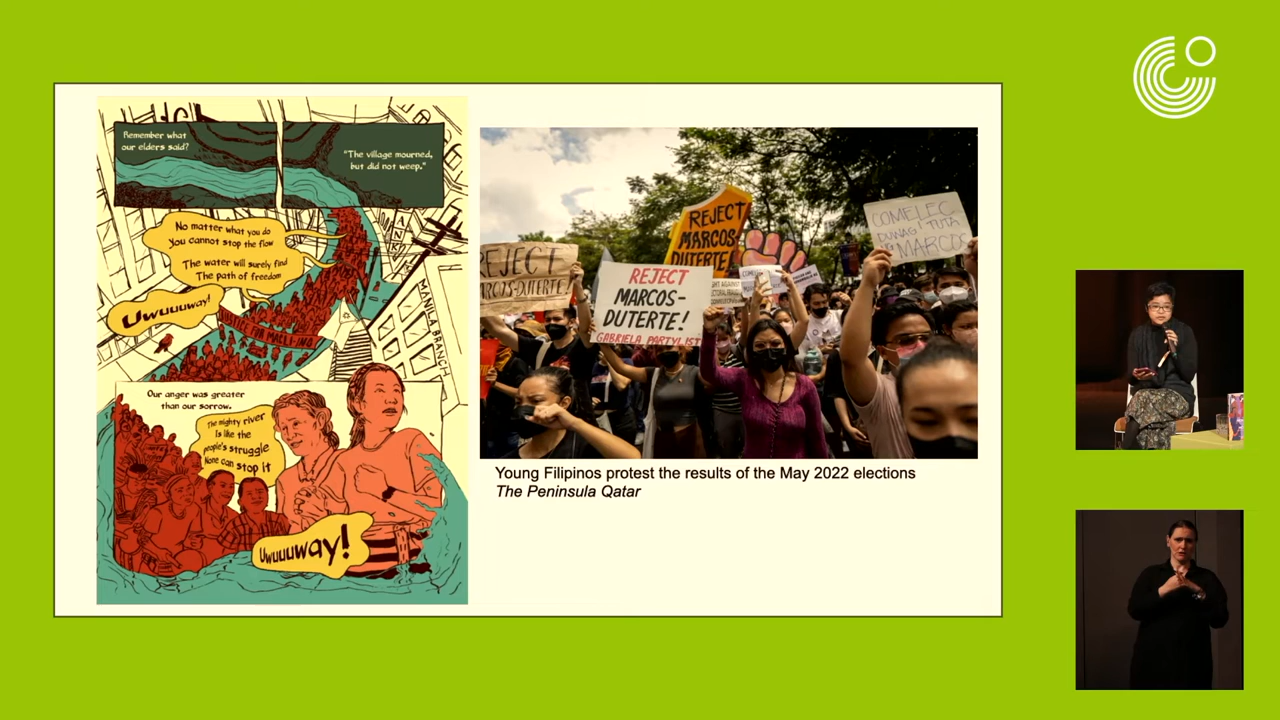 Remember what
our elders said?
"The village mourned,
but did not weep."
No matter what you do
You cannot stop the flow
The water will surely find
The path of freedom
Uwuuuway!
JUSTICE FOR MACLI-ING
BANK
MANILA BRANCH
Our anger was greater
than our sorrow.
The mighty river
Is like the
people's struggle
None can stop it
Uwuuuway!
REJECT
MARCOS-DUTERTE!
REJECT
MARCOS-
DUTERTE!
GABRIELA PARTYLIST
REJECT
MARCOS
DUTERTE
COMELEC
DUWAG! TUTA
NG MARCOS
Young Filipinos protest the results of the May 2022 elections
The Peninsula Qatar